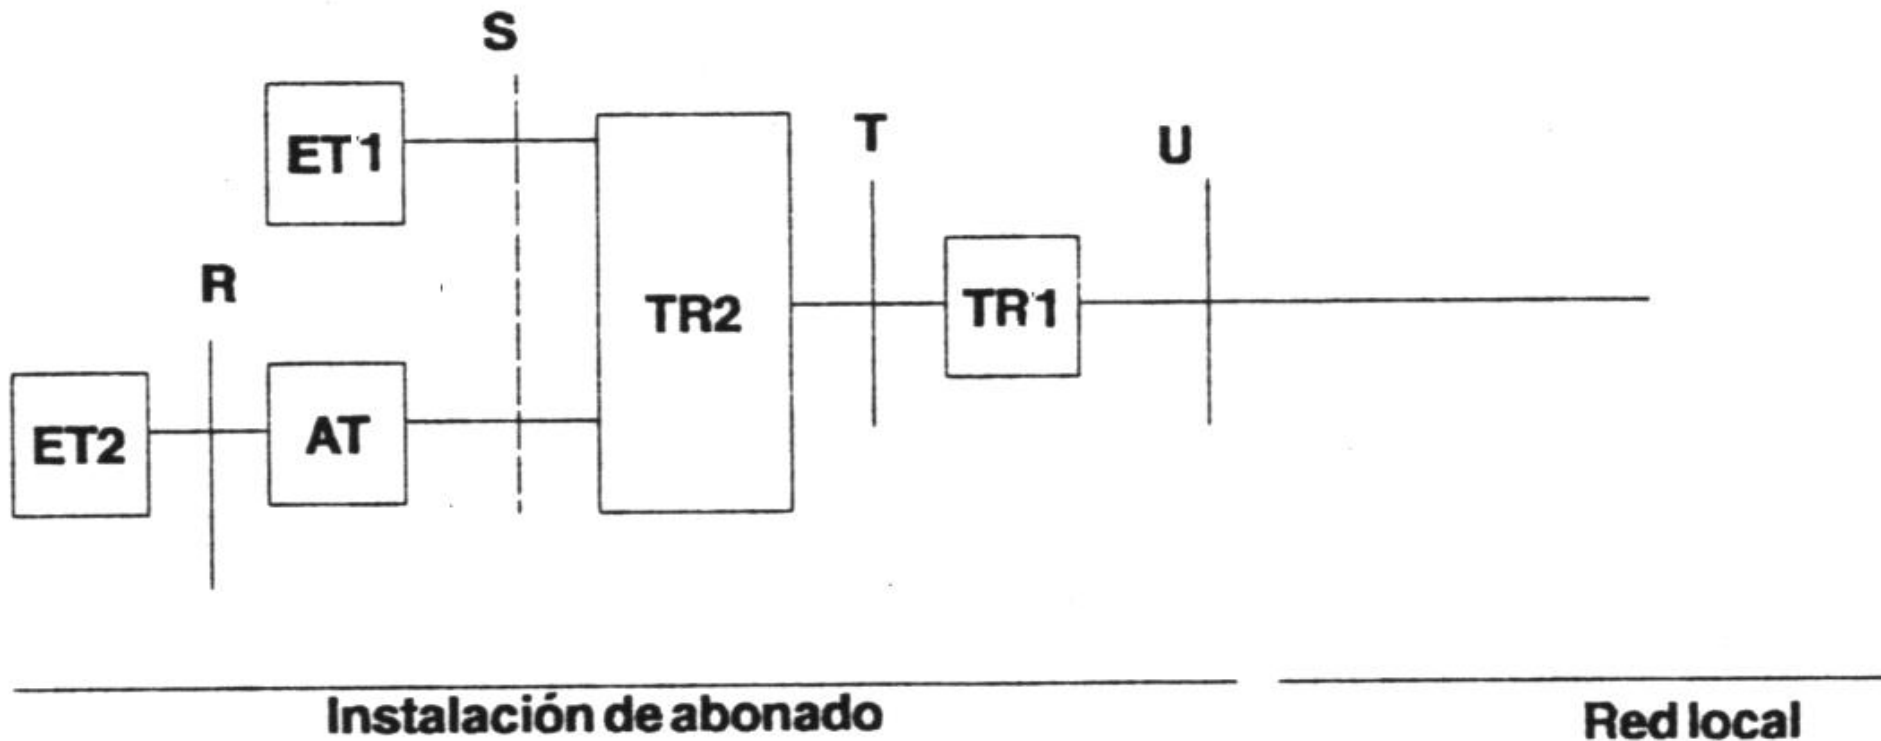 S
ET1
T
U
R
TR2
TR1
ET2
AT
Instalación de abonado
Red local